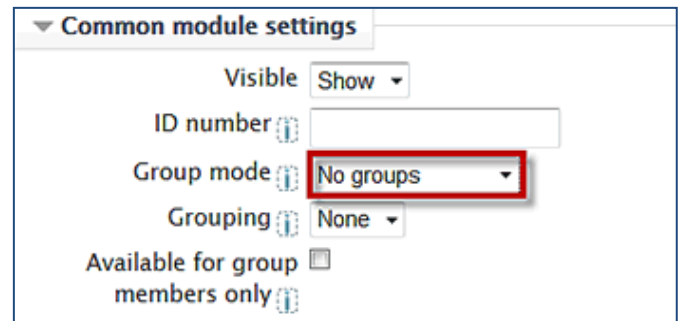 Common module settings
Visible Show
ID number
Group mode No groups
Grouping None
Available for group
members only